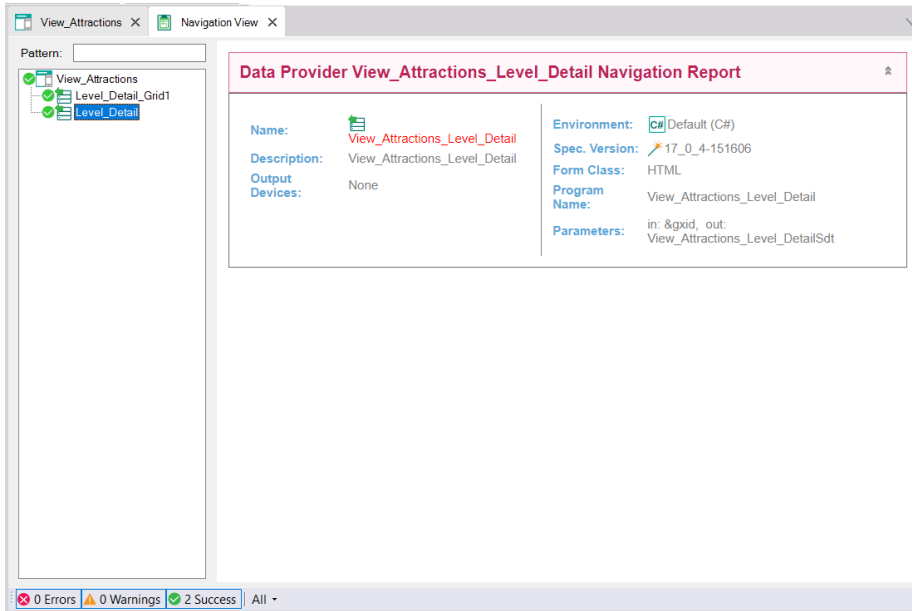 View_Attractions
Navigation View
Pattern:
View_Attractions
Level_Detail_Grid1
Level_Detail
Data Provider View_Attractions_Level_Detail Navigation Report
Name:
View_Attractions_Level_Detail
Description: View_Attractions_Level_Detail
Output
Devices:
None
Environment: C# Default (C#)
Spec. Version: 17_0_4-151606
Form Class: HTML
Program
Name:
View_Attractions_Level_Detail
Parameters:
in: &gxid, out:
View_Attractions_Level_DetailSdt
0 Errors 0 Warnings 2 Success All